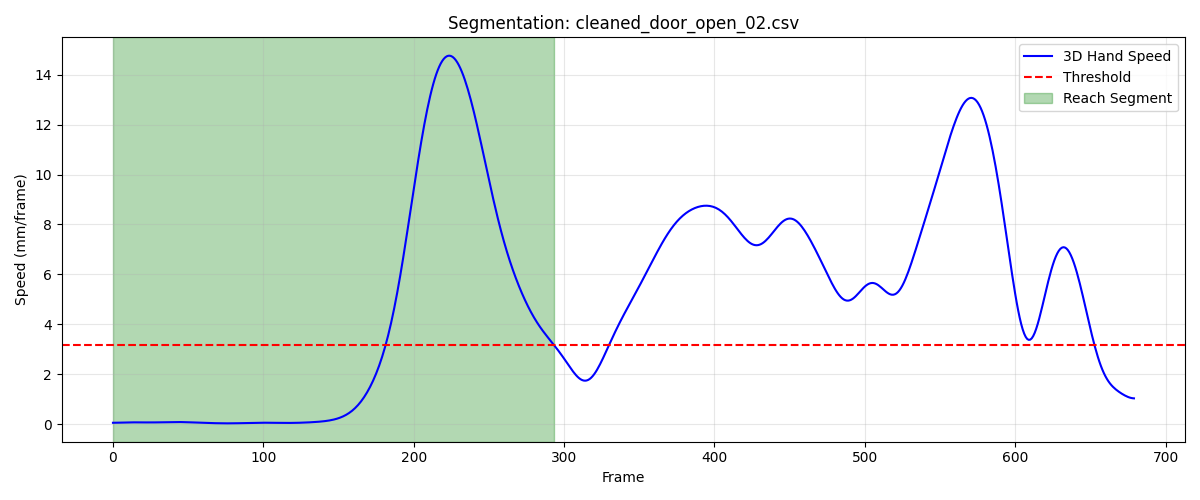 Segmentation: cleaned_door_open_02.csv
3D Hand Speed
Threshold
Reach Segment
Speed (mm/frame)
14
12
10
8
6
4
2
0
0 100 200 300 400 500 600 700
Frame